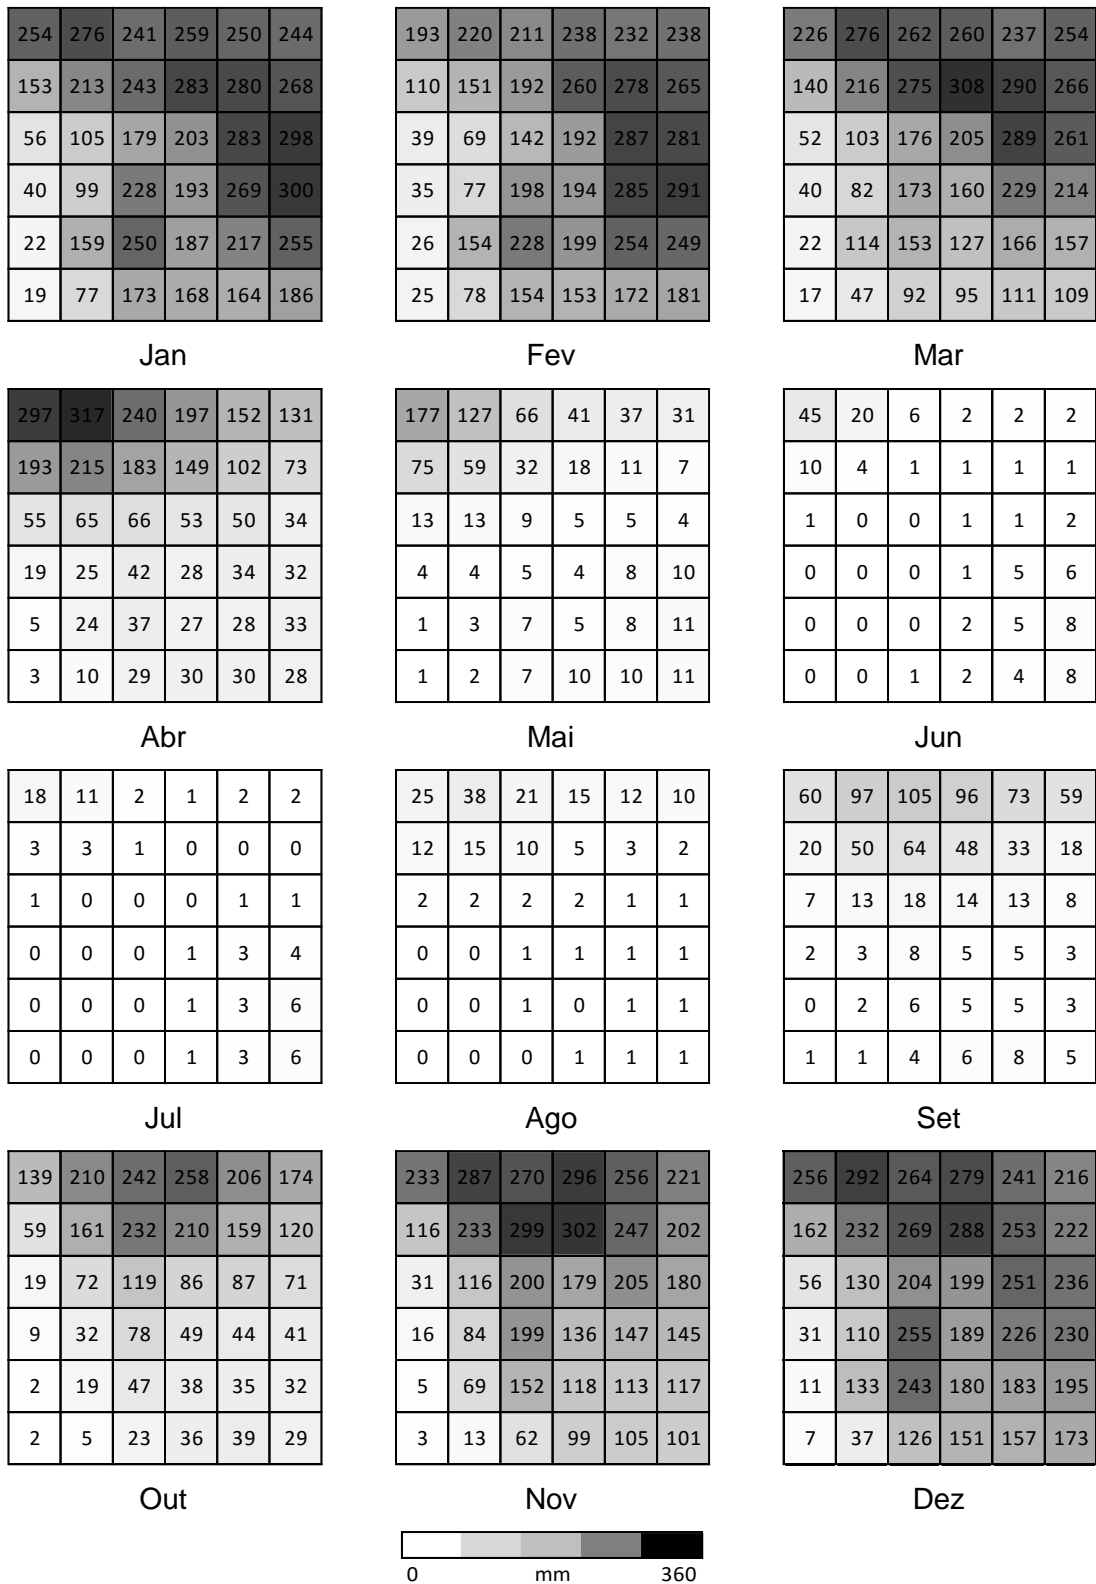 254 276 241 259 250 244 193 220 211 238 232 238 226 276 262 260 237 254
153 213 243 283 280 268 110 151 192 260 278 265 140 216 275 308 290 266
56 105 179 203 283 298 39 69 142 192 287 281 52 103 176 205 289 261
40 99 228 193 269 300 35 77 198 194 285 291 40 82 173 160 229 214
22 159 250 187 217 255 26 154 228 199 254 249 22 114 153 127 166 157
19 77 173 168 164 186 25 78 154 153 172 181 17 47 92 95 111 109
Jan Fev Mar
297 317 240 197 152 131 177 127 66 41 37 31 45 20 6 2 2 2
193 215 183 149 102 73 75 59 32 18 11 7 10 4 1 1 1 1
55 65 66 53 50 34 13 13 9 5 5 4 1 0 0 1 1 2
19 25 42 28 34 32 4 4 5 4 8 10 0 0 0 1 5 6
5 24 37 27 28 33 1 3 7 5 8 11 0 0 0 2 5 8
3 10 29 30 30 28 1 2 7 10 10 11 0 0 1 2 4 8
Abr Mai Jun
18 11 2 1 2 2 25 38 21 15 12 10 60 97 105 96 73 59
3 3 1 0 0 0 12 15 10 5 3 2 20 50 64 48 33 18
1 0 0 0 1 1 2 2 2 2 1 1 7 13 18 14 13 8
0 0 0 1 3 4 0 0 1 1 1 1 2 3 8 5 5 3
0 0 0 1 3 6 0 0 1 0 1 1 0 2 6 5 5 3
0 0 0 1 3 6 0 0 0 1 1 1 1 1 4 6 8 5
Jul Ago Set
139 210 242 258 206 174 233 287 270 296 256 221 256 292 264 279 241 216
59 161 232 210 159 120 116 233 299 302 247 202 162 232 269 288 253 222
19 72 119 86 87 71 31 116 200 179 205 180 56 130 204 199 251 236
9 32 78 49 44 41 16 84 199 136 147 145 31 110 255 189 226 230
2 19 47 38 35 32 5 69 152 118 113 117 11 133 243 180 183 195
2 5 23 36 39 29 3 13 62 99 105 101 7 37 126 151 157 173
Out Nov Dez
0 mm 360